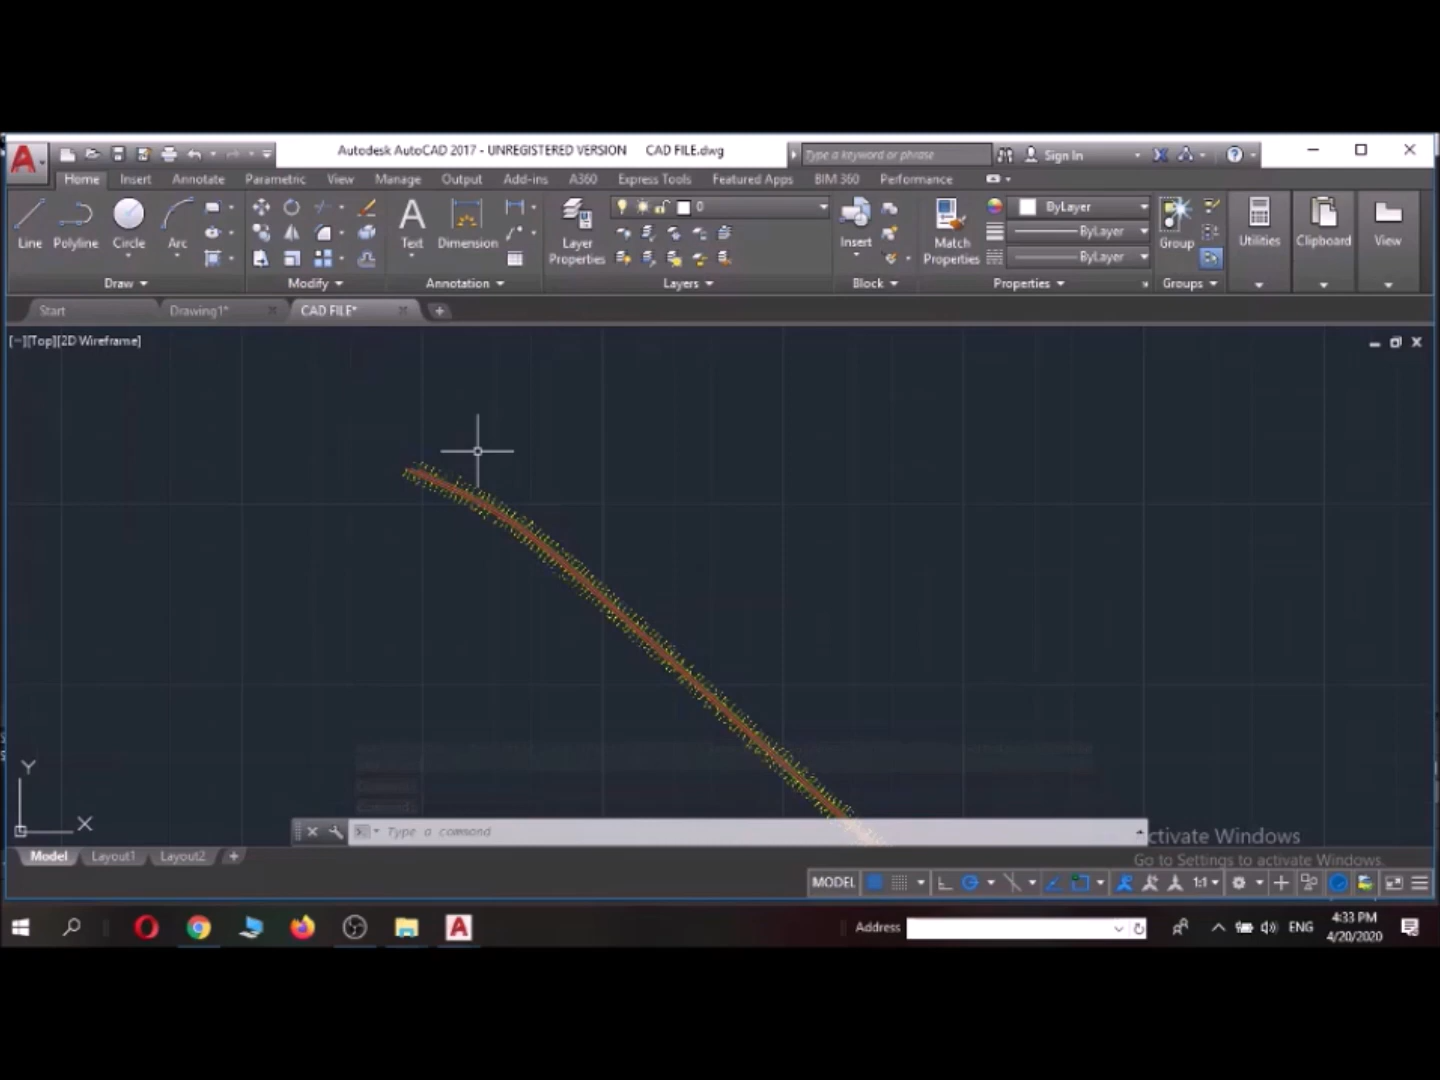 Autodesk AutoCAD 2017 - UNREGISTERED VERSION CAD FILE.dwg
Type a keyword or phrase
Sign In
Home Insert Annotate Parametric View Manage Output Add-ins A360 Express Tools Featured Apps BIM 360 Performance
0
ByLayer
ByLayer
ByLayer
Line Polyline Circle Arc
Text Dimension
Layer
Properties
Insert
Match
Properties
Group
Utilities
Clipboard
View
Draw Modify Annotation Layers Block Properties Groups
Start Drawing1* CAD FILE* +
[−][Top][2D Wireframe]
Y
X
Type a command
ctivate Windows
Go to Settings to activate Windows.
Model Layout1 Layout2 +
MODEL 1:1
Address
ENG
4:33 PM
4/20/2020